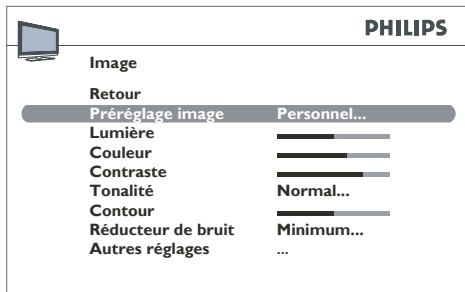 PHILIPS
Image
Retour
Préréglage image Personnel...
Lumière
Couleur
Contraste
Tonalité Normal...
Contour
Réducteur de bruit Minimum...
Autres réglages ...